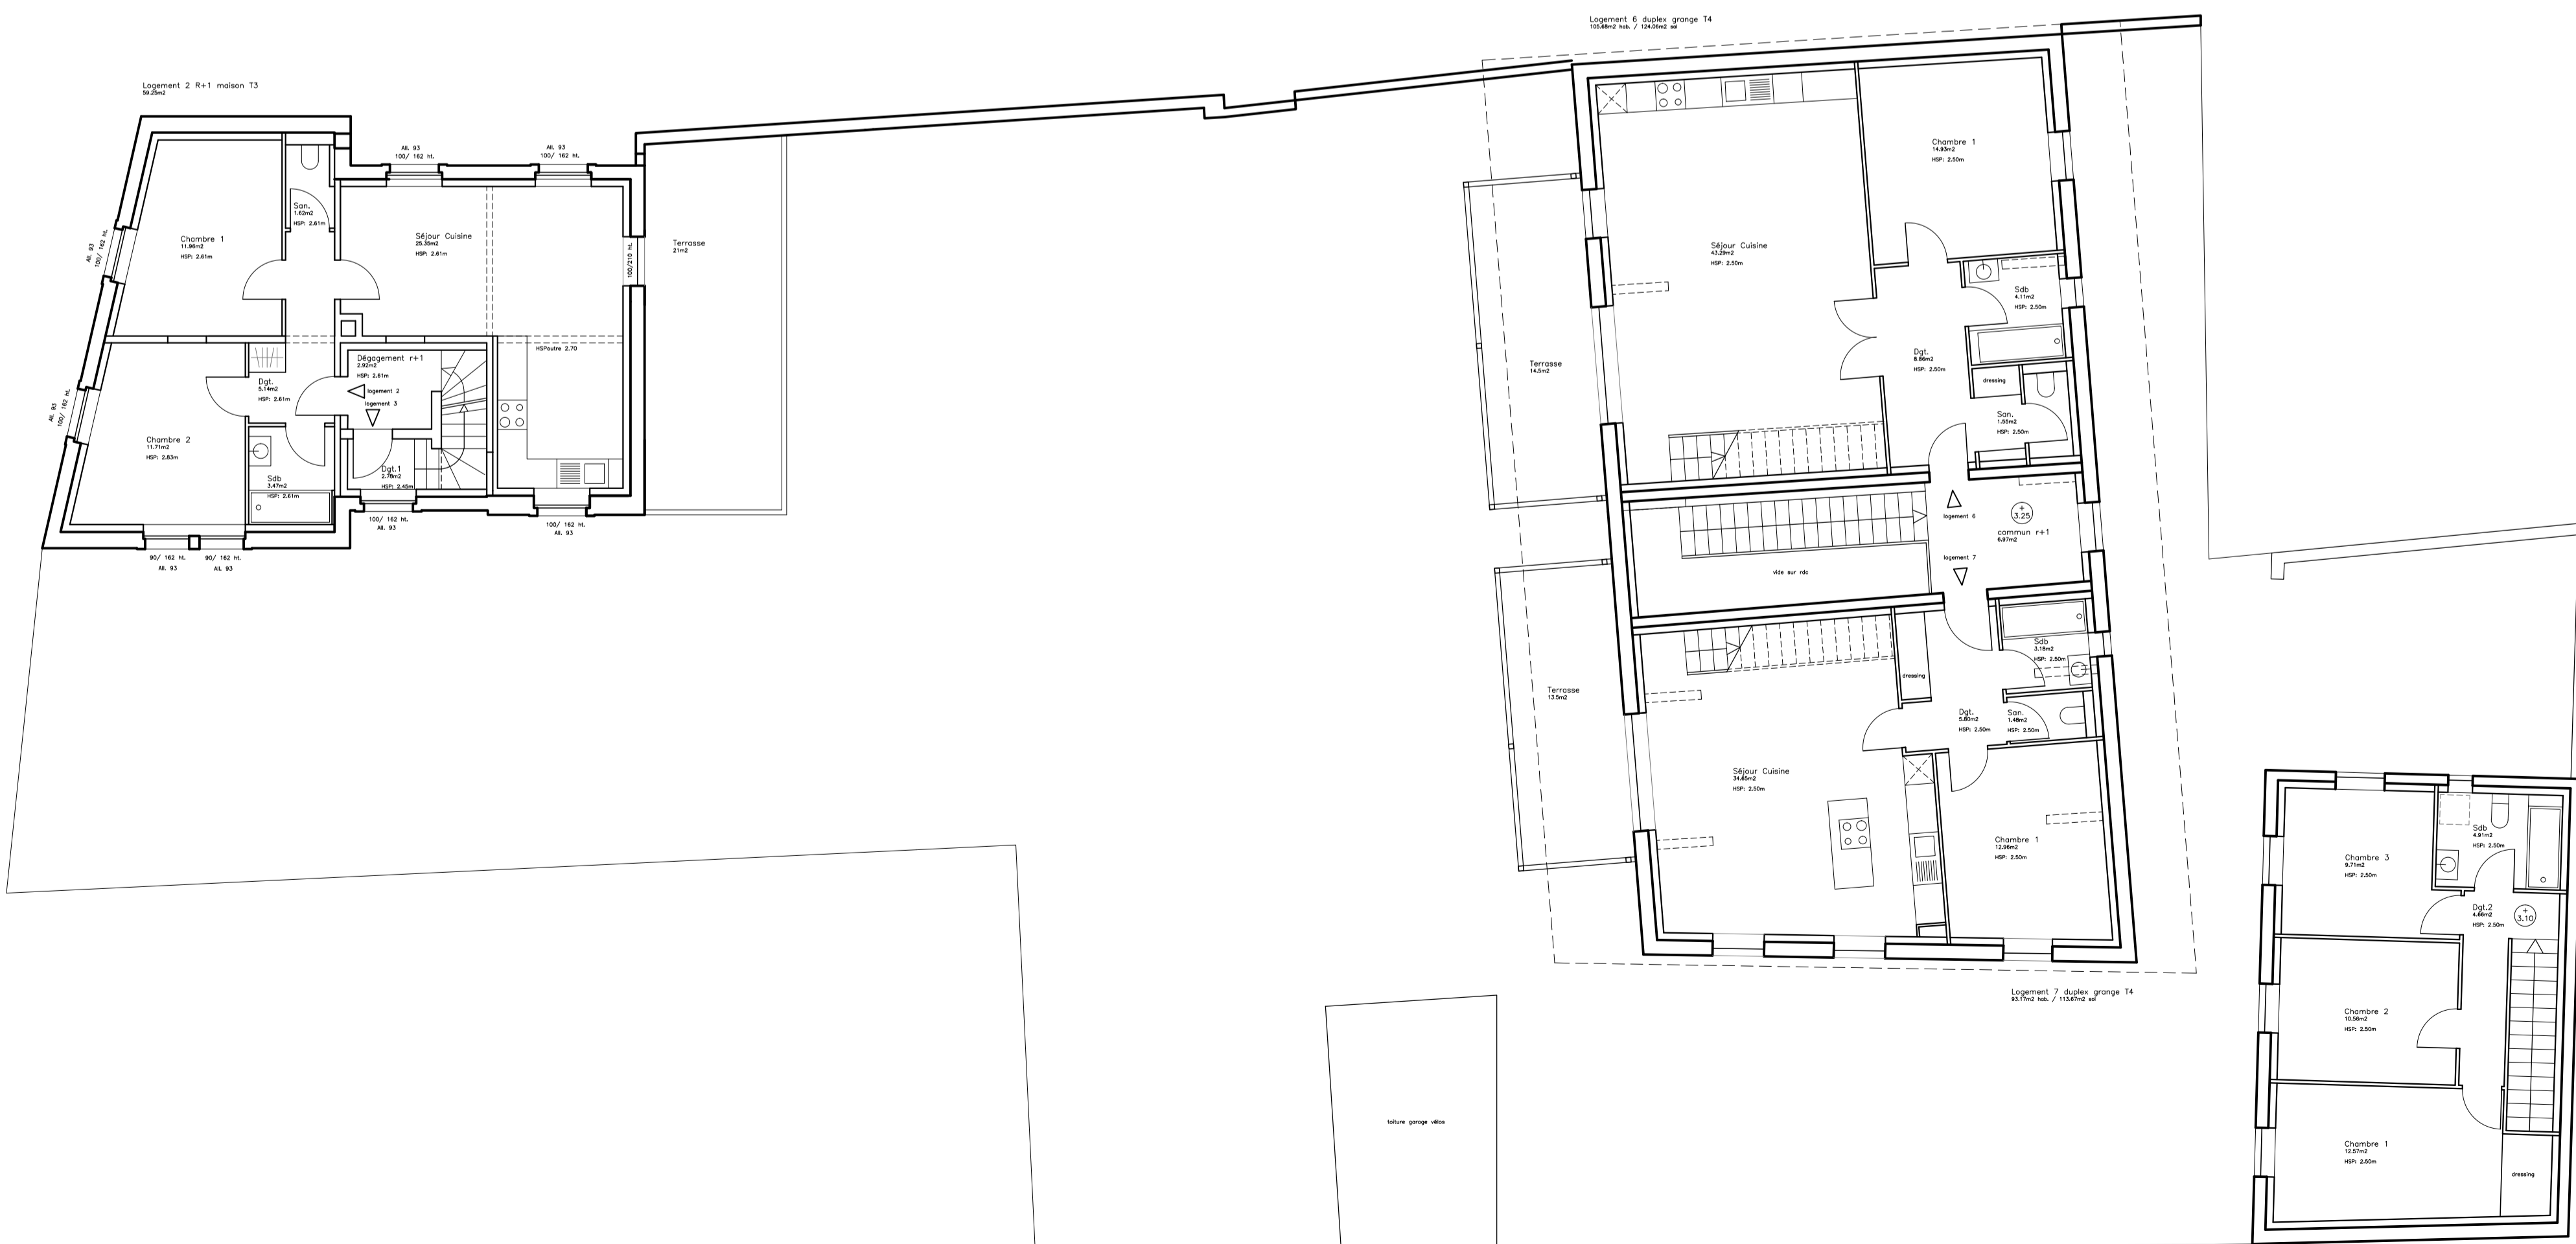 Logement 2 R+1 maison T3
59.25m2
All. 93
100/ 162 ht.
All. 93
100/ 162 ht.
All. 93
100/ 162 ht.
All. 93
100/ 162 ht.
Chambre 1
11.96m2
HSP: 2.61m
San.
1.62m2
HSP: 2.61m
Séjour Cuisine
25.35m2
HSP: 2.61m
100/210 ht.
Terrasse
21m2
HSPoutre 2.70
Dégagement r+1
2.92m2
HSP: 2.61m
logement 2
logement 3
Dgt.
5.14m2
HSP: 2.61m
Chambre 2
11.71m2
HSP: 2.83m
Sdb
3.47m2
HSP: 2.61m
Dgt.1
2.78m2
HSP: 2.45m
100/ 162 ht.
All. 93
100/ 162 ht.
All. 93
90/ 162 ht.
All. 93
90/ 162 ht.
All. 93
Logement 6 duplex grange T4
105.68m2 hab. / 124.06m2 sol
Chambre 1
14.93m2
HSP: 2.50m
Séjour Cuisine
43.29m2
HSP: 2.50m
Sdb
4.11m2
HSP: 2.50m
Terrasse
14.5m2
Dgt.
8.86m2
HSP: 2.50m
dressing
San.
1.55m2
HSP: 2.50m
logement 6
+
3.25
commun r+1
6.97m2
logement 7
vide sur rdc
Sdb
3.18m2
HSP: 2.50m
dressing
Terrasse
13.5m2
Dgt.
5.80m2
HSP: 2.50m
San.
1.48m2
HSP: 2.50m
Séjour Cuisine
34.65m2
HSP: 2.50m
Chambre 1
12.96m2
HSP: 2.50m
Logement 7 duplex grange T4
93.17m2 hab. / 113.67m2 sol
toiture garage vélos
Sdb
4.91m2
HSP: 2.50m
Chambre 3
9.71m2
HSP: 2.50m
Dgt.2
4.66m2
HSP: 2.50m
+
3.10
Chambre 2
10.56m2
HSP: 2.50m
Chambre 1
12.57m2
HSP: 2.50m
dressing